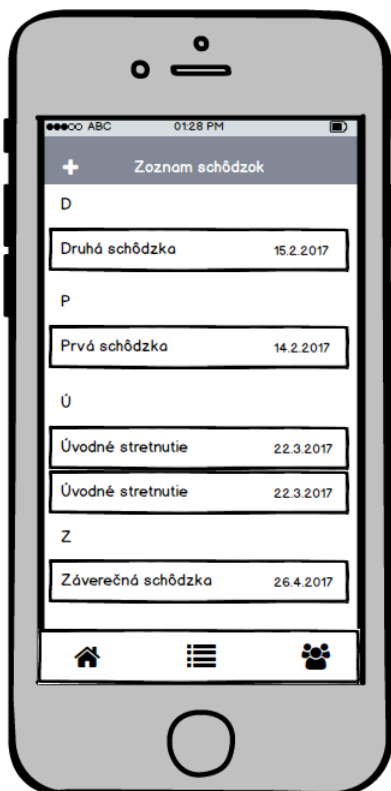 ABC 01:28 PM
+ Zoznam schôdzok
D
Druhá schôdzka 15.2.2017
P
Prvá schôdzka 14.2.2017
Ú
Úvodné stretnutie 22.3.2017
Úvodné stretnutie 22.3.2017
Z
Záverečná schôdzka 26.4.2017